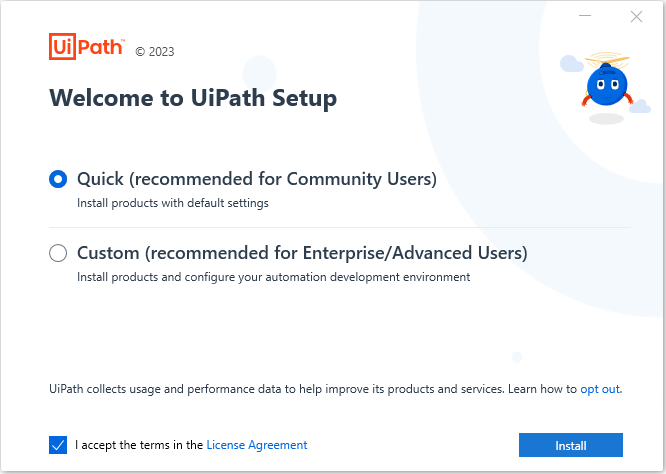 UiPath™ © 2023
Welcome to UiPath Setup
Quick (recommended for Community Users)
Install products with default settings
Custom (recommended for Enterprise/Advanced Users)
Install products and configure your automation development environment
UiPath collects usage and performance data to help improve its products and services. Learn how to opt out.
I accept the terms in the License Agreement
Install